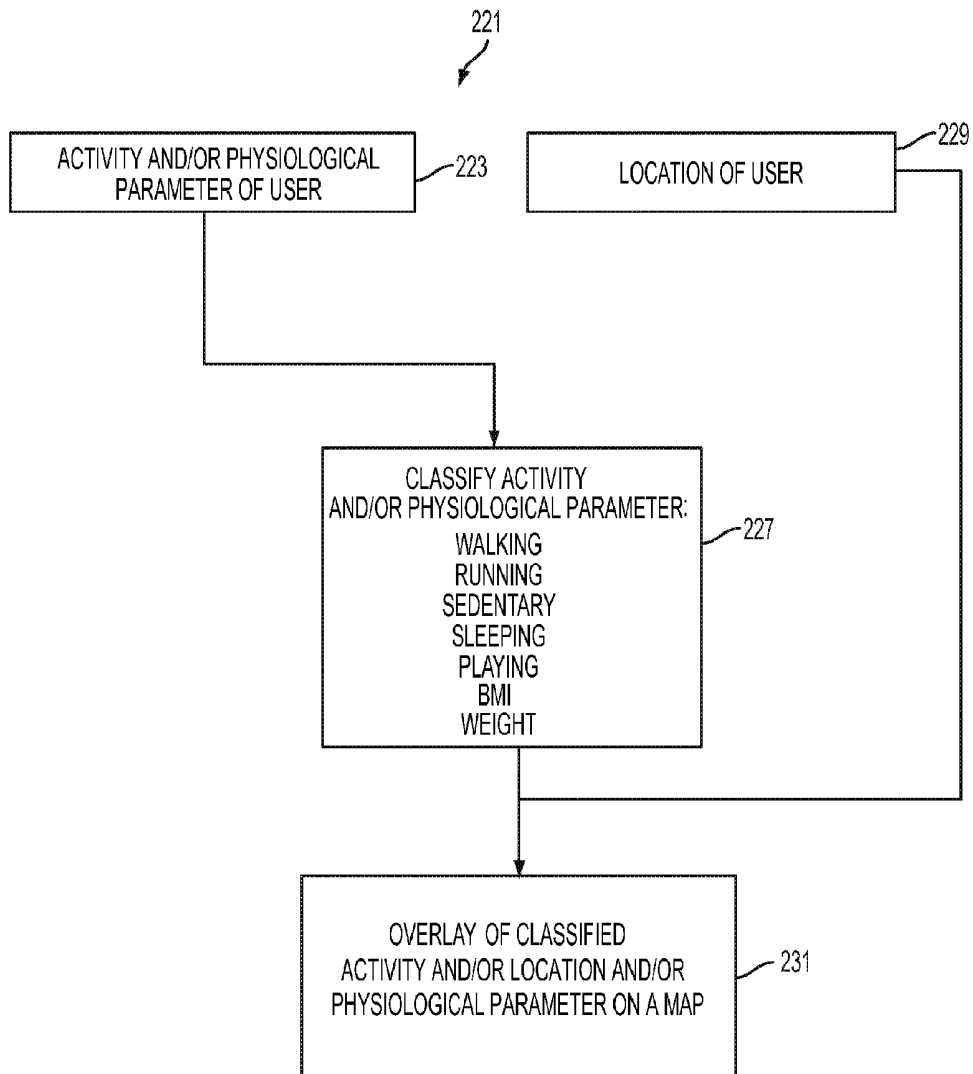 221
ACTIVITY AND/OR PHYSIOLOGICAL
PARAMETER OF USER
223
LOCATION OF USER
229
CLASSIFY ACTIVITY
AND/OR PHYSIOLOGICAL PARAMETER:
WALKING
RUNNING
SEDENTARY
SLEEPING
PLAYING
BMI
WEIGHT
227
OVERLAY OF CLASSIFIED
ACTIVITY AND/OR LOCATION AND/OR
PHYSIOLOGICAL PARAMETER ON A MAP
231